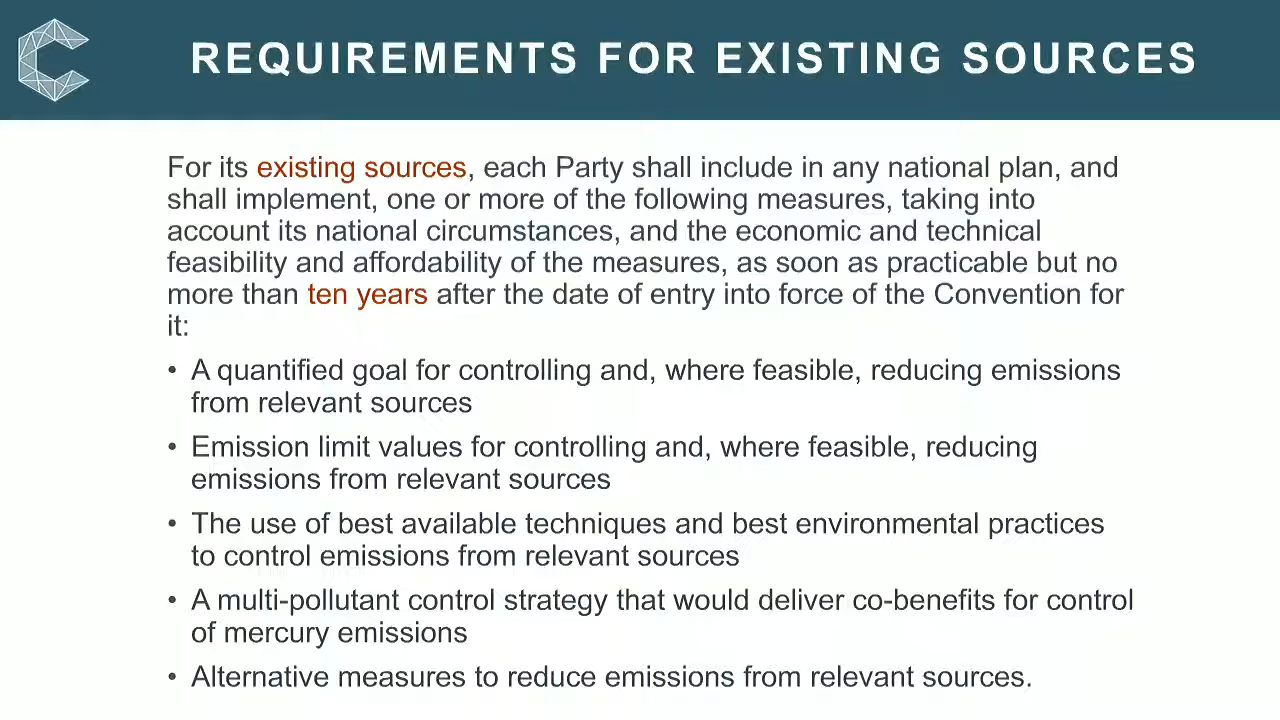 REQUIREMENTS FOR EXISTING SOURCES
For its existing sources, each Party shall include in any national plan, and
shall implement, one or more of the following measures, taking into
account its national circumstances, and the economic and technical
feasibility and affordability of the measures, as soon as practicable but no
more than ten years after the date of entry into force of the Convention for
it:
• A quantified goal for controlling and, where feasible, reducing emissions
from relevant sources
• Emission limit values for controlling and, where feasible, reducing
emissions from relevant sources
• The use of best available techniques and best environmental practices
to control emissions from relevant sources
• A multi-pollutant control strategy that would deliver co-benefits for control
of mercury emissions
• Alternative measures to reduce emissions from relevant sources.